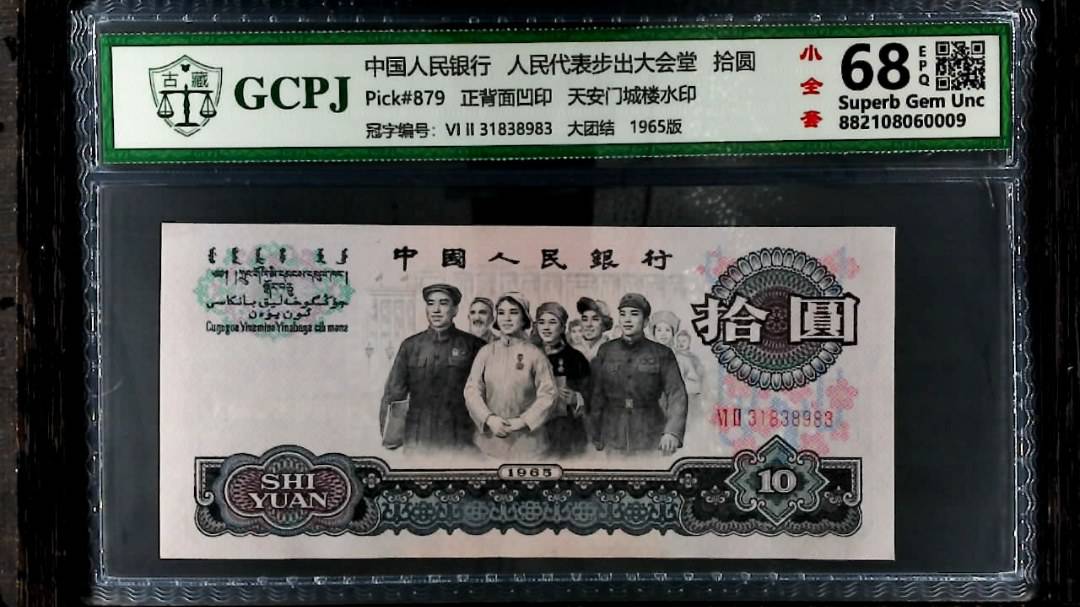 古 藏
GCPJ
中国人民银行 人民代表步出大会堂 拾圆
Pick#879 正背面凹印 天安门城楼水印
冠字编号: VI II 31838983 大团结 1965版
小全套
68 EPQ
Superb Gem Unc
882108060009
中國人民銀行
拾圓
VI II 31838983
1965
SHI
YUAN
10